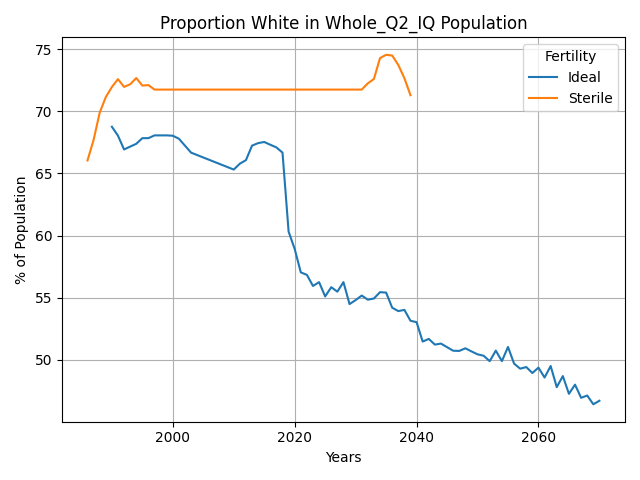 Proportion White in Whole_Q2_IQ Population
% of Population
75
70
65
60
55
50
Fertility
Ideal
Sterile
2000
2020
2040
2060
Years